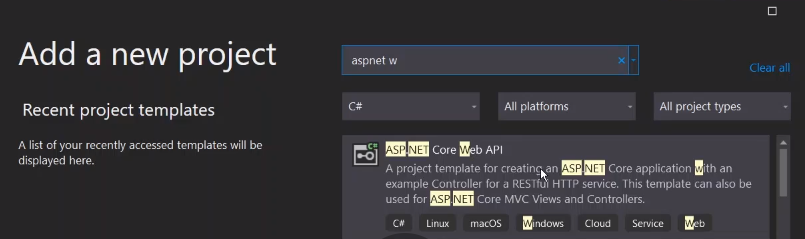 Add a new project
aspnet w
Clear all
Recent project templates
C#
All platforms
All project types
A list of your recently accessed templates will be
displayed here.
ASP.NET Core Web API
A project template for creating an ASP.NET Core application with an
example Controller for a RESTful HTTP service. This template can also be
used for ASP.NET Core MVC Views and Controllers.
C# Linux macOS Windows Cloud Service Web